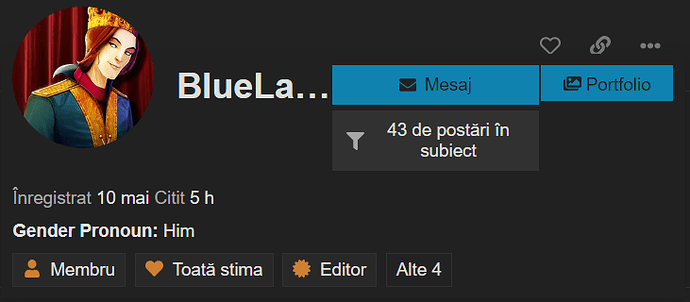 BlueLa...
Mesaj
Portfolio
43 de postări în
subiect
Înregistrat 10 mai Citit 5 h
Gender Pronoun: Him
Membru
Toată stima
Editor
Alte 4